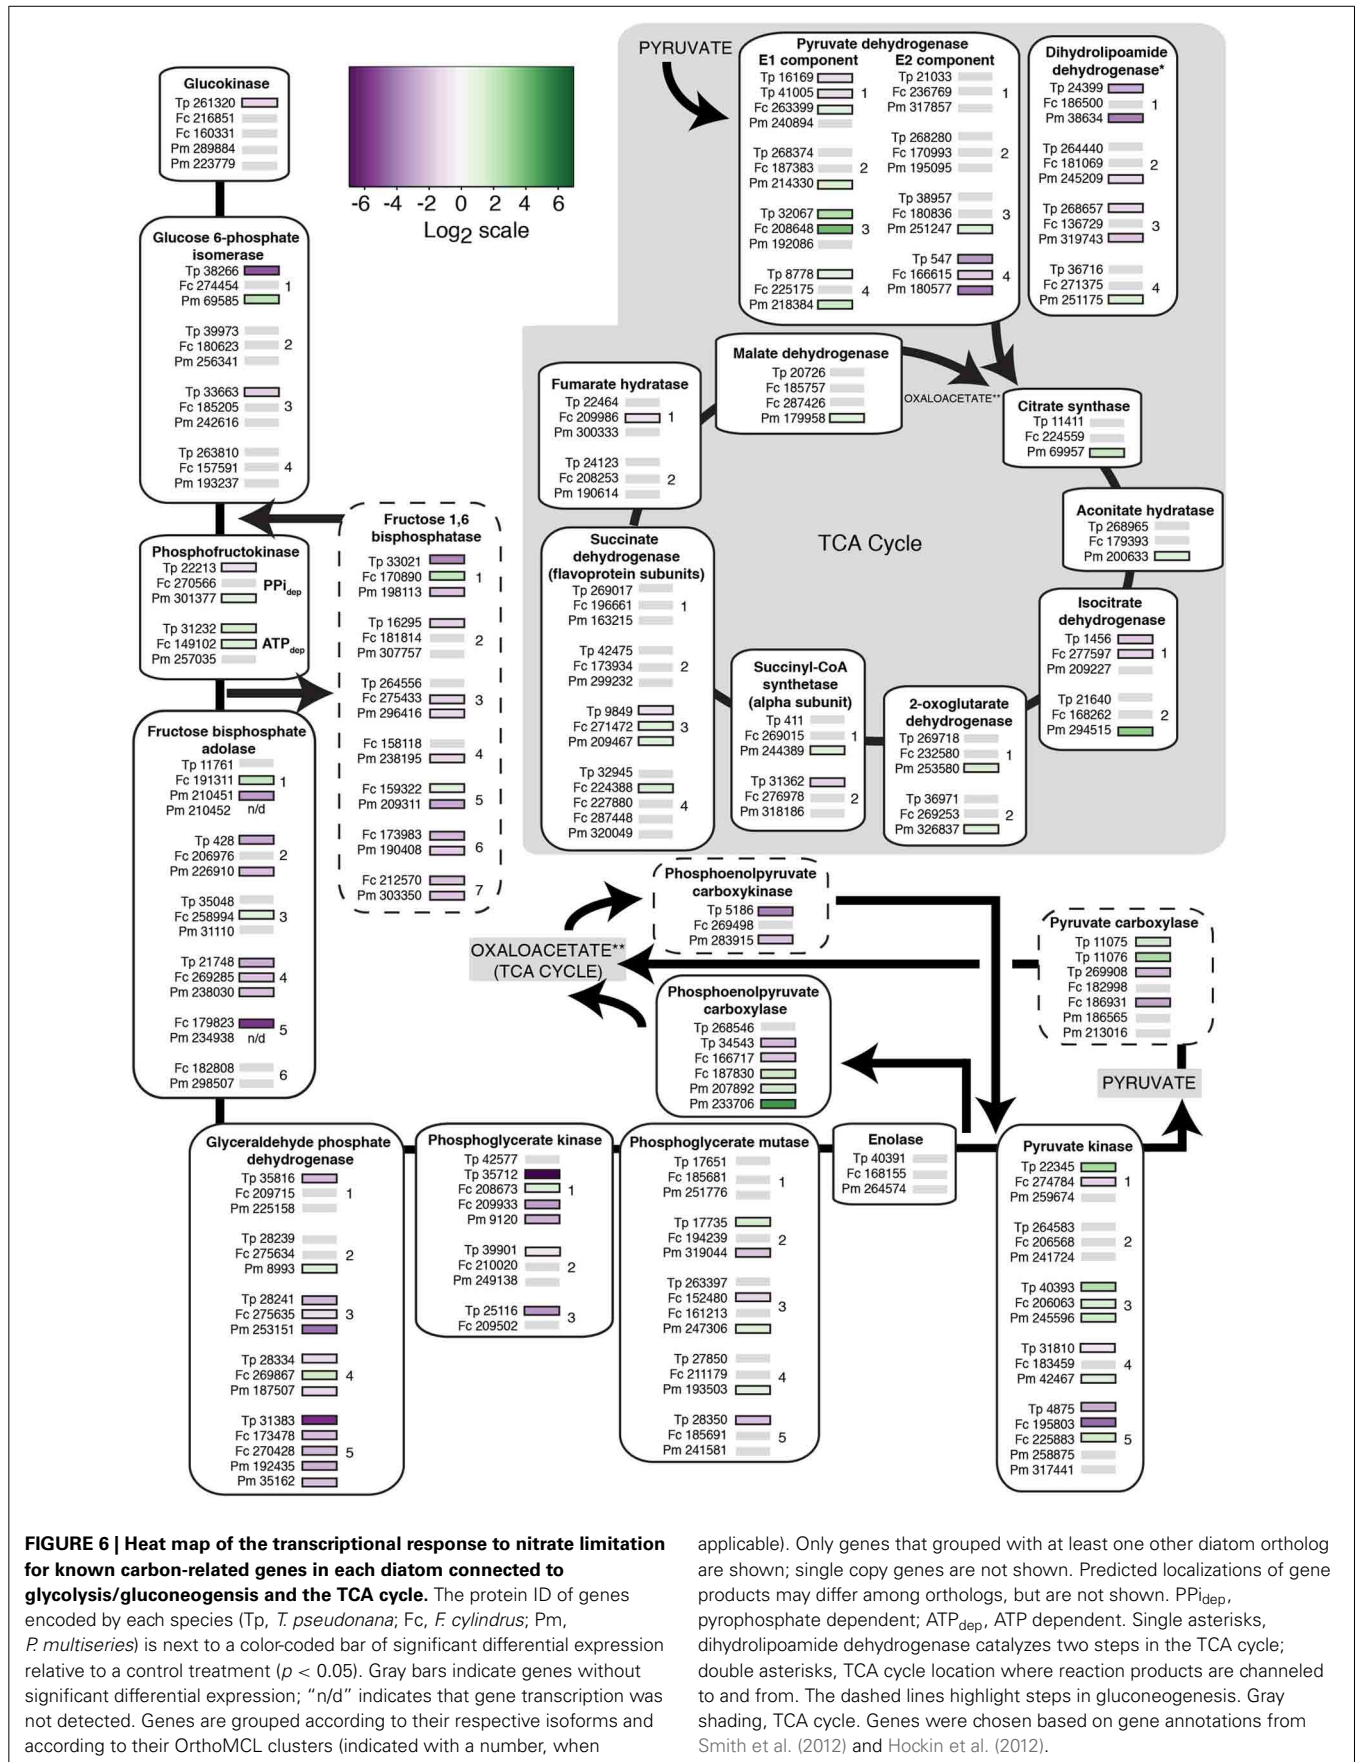 Glucokinase
Tp 261320
Fc 216851
Fc 160331
Pm 289884
Pm 223779
-6 -4 -2 0 2 4 6
Log2 scale
Glucose 6-phosphate
isomerase
Tp 38266
Fc 274454 1
Pm 69585
Tp 39973
Fc 180623 2
Pm 256341
Tp 33663
Fc 185205 3
Pm 242616
Tp 263810
Fc 157591 4
Pm 193237
Phosphofructokinase
Tp 22213
Fc 270566 PPidep
Pm 301377
Tp 31232
Fc 149102 ATPdep
Pm 257035
Fructose 1,6
bisphosphatase
Tp 33021
Fc 170890 1
Pm 198113
Tp 16295
Fc 181814 2
Pm 307757
Tp 264556
Fc 275433 3
Pm 296416
Fc 158118
Pm 238195 4
Fc 159322
Pm 209311 5
Fc 173983
Pm 190408 6
Fc 212570
Pm 303350 7
Fructose bisphosphate
adolase
Tp 11761
Fc 191311 1
Pm 210451
Pm 210452 n/d
Tp 428
Fc 206976 2
Pm 226910
Tp 35048
Fc 258994 3
Pm 31110
Tp 21748
Fc 269285 4
Pm 238030
Fc 179823 5
Pm 234938 n/d
Fc 182808 6
Pm 298507
PYRUVATE
Pyruvate dehydrogenase
E1 component
Tp 16169
Tp 41005 1
Fc 263399
Pm 240894
Tp 268374
Fc 187383 2
Pm 214330
Tp 32067
Fc 208648 3
Pm 192086
Tp 8778
Fc 225175 4
Pm 218384
E2 component
Tp 21033
Fc 236769 1
Pm 317857
Tp 268280
Fc 170993 2
Pm 195095
Tp 38957
Fc 180836 3
Pm 251247
Tp 547
Fc 166615 4
Pm 180577
Dihydrolipoamide
dehydrogenase*
Tp 24399
Fc 186500 1
Pm 38634
Tp 264440
Fc 181069 2
Pm 245209
Tp 268657
Fc 136729 3
Pm 319743
Tp 36716
Fc 271375 4
Pm 251175
Malate dehydrogenase
Tp 20726
Fc 185757
Fc 287426
Pm 179958
OXALOACETATE**
Citrate synthase
Tp 11411
Fc 224559
Pm 69957
Fumarate hydratase
Tp 22464
Fc 209986 1
Pm 300333
Tp 24123
Fc 208253 2
Pm 190614
Aconitate hydratase
Tp 268965
Fc 179393
Pm 200633
TCA Cycle
Succinate
dehydrogenase
(flavoprotein subunits)
Tp 269017
Fc 196661 1
Pm 163215
Tp 42475
Fc 173934 2
Pm 299232
Tp 9849
Fc 271472 3
Pm 209467
Tp 32945
Fc 224388
Fc 227880 4
Fc 287448
Pm 320049
Succinyl-CoA
synthetase
(alpha subunit)
Tp 411
Fc 269015 1
Pm 244389
Tp 31362
Fc 276978 2
Pm 318186
2-oxoglutarate
dehydrogenase
Tp 269718
Fc 232580 1
Pm 253580
Tp 36971
Fc 269253 2
Pm 326837
Isocitrate
dehydrogenase
Tp 1456
Fc 277597 1
Pm 209227
Tp 21640
Fc 168262 2
Pm 294515
Phosphoenolpyruvate
carboxykinase
Tp 5186
Fc 269498
Pm 283915
OXALOACETATE**
(TCA CYCLE)
Phosphoenolpyruvate
carboxylase
Tp 268546
Tp 34543
Fc 166717
Fc 187830
Pm 207892
Pm 233706
Pyruvate carboxylase
Tp 11075
Tp 11076
Tp 269908
Fc 182998
Fc 186931
Pm 186565
Pm 213016
PYRUVATE
Glyceraldehyde phosphate
dehydrogenase
Tp 35816
Fc 209715 1
Pm 225158
Tp 28239
Fc 275634 2
Pm 8993
Tp 28241
Fc 275635 3
Pm 253151
Tp 28334
Fc 269867 4
Pm 187507
Tp 31383
Fc 173478
Fc 270428 5
Pm 192435
Pm 35162
Phosphoglycerate kinase
Tp 42577
Tp 35712
Fc 208673 1
Fc 209933
Pm 9120
Tp 39901
Fc 210020 2
Pm 249138
Tp 25116 3
Fc 209502
Phosphoglycerate mutase
Tp 17651
Fc 185681 1
Pm 251776
Tp 17735
Fc 194239 2
Pm 319044
Tp 263397
Fc 152480
Fc 161213 3
Pm 247306
Tp 27850
Fc 211179 4
Pm 193503
Tp 28350
Fc 185691 5
Pm 241581
Enolase
Tp 40391
Fc 168155
Pm 264574
Pyruvate kinase
Tp 22345
Fc 274784 1
Pm 259674
Tp 264583
Fc 206568 2
Pm 241724
Tp 40393
Fc 206063 3
Pm 245596
Tp 31810
Fc 183459 4
Pm 42467
Tp 4875
Fc 195803
Fc 225883 5
Pm 258875
Pm 317441
FIGURE 6 | Heat map of the transcriptional response to nitrate limitation
for known carbon-related genes in each diatom connected to
glycolysis/gluconeogensis and the TCA cycle. The protein ID of genes
encoded by each species (Tp, T. pseudonana; Fc, F. cylindrus; Pm,
P. multiseries) is next to a color-coded bar of significant differential expression
relative to a control treatment (p < 0.05). Gray bars indicate genes without
significant differential expression; “n/d” indicates that gene transcription was
not detected. Genes are grouped according to their respective isoforms and
according to their OrthoMCL clusters (indicated with a number, when
applicable). Only genes that grouped with at least one other diatom ortholog
are shown; single copy genes are not shown. Predicted localizations of gene
products may differ among orthologs, but are not shown. PPidep,
pyrophosphate dependent; ATPdep, ATP dependent. Single asterisks,
dihydrolipoamide dehydrogenase catalyzes two steps in the TCA cycle;
double asterisks, TCA cycle location where reaction products are channeled
to and from. The dashed lines highlight steps in gluconeogenesis. Gray
shading, TCA cycle. Genes were chosen based on gene annotations from
Smith et al. (2012) and Hockin et al. (2012).